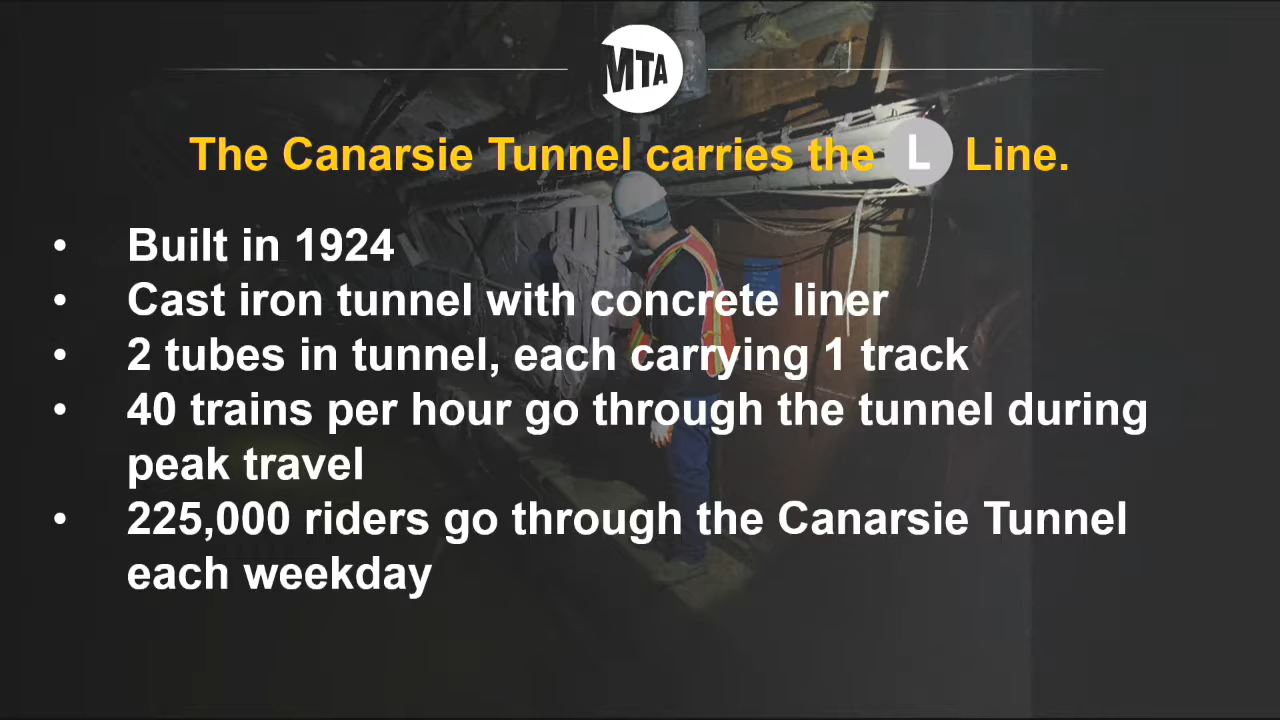 MTA
The Canarsie Tunnel carries the L Line.
• Built in 1924
• Cast iron tunnel with concrete liner
• 2 tubes in tunnel, each carrying 1 track
• 40 trains per hour go through the tunnel during
peak travel
• 225,000 riders go through the Canarsie Tunnel
each weekday